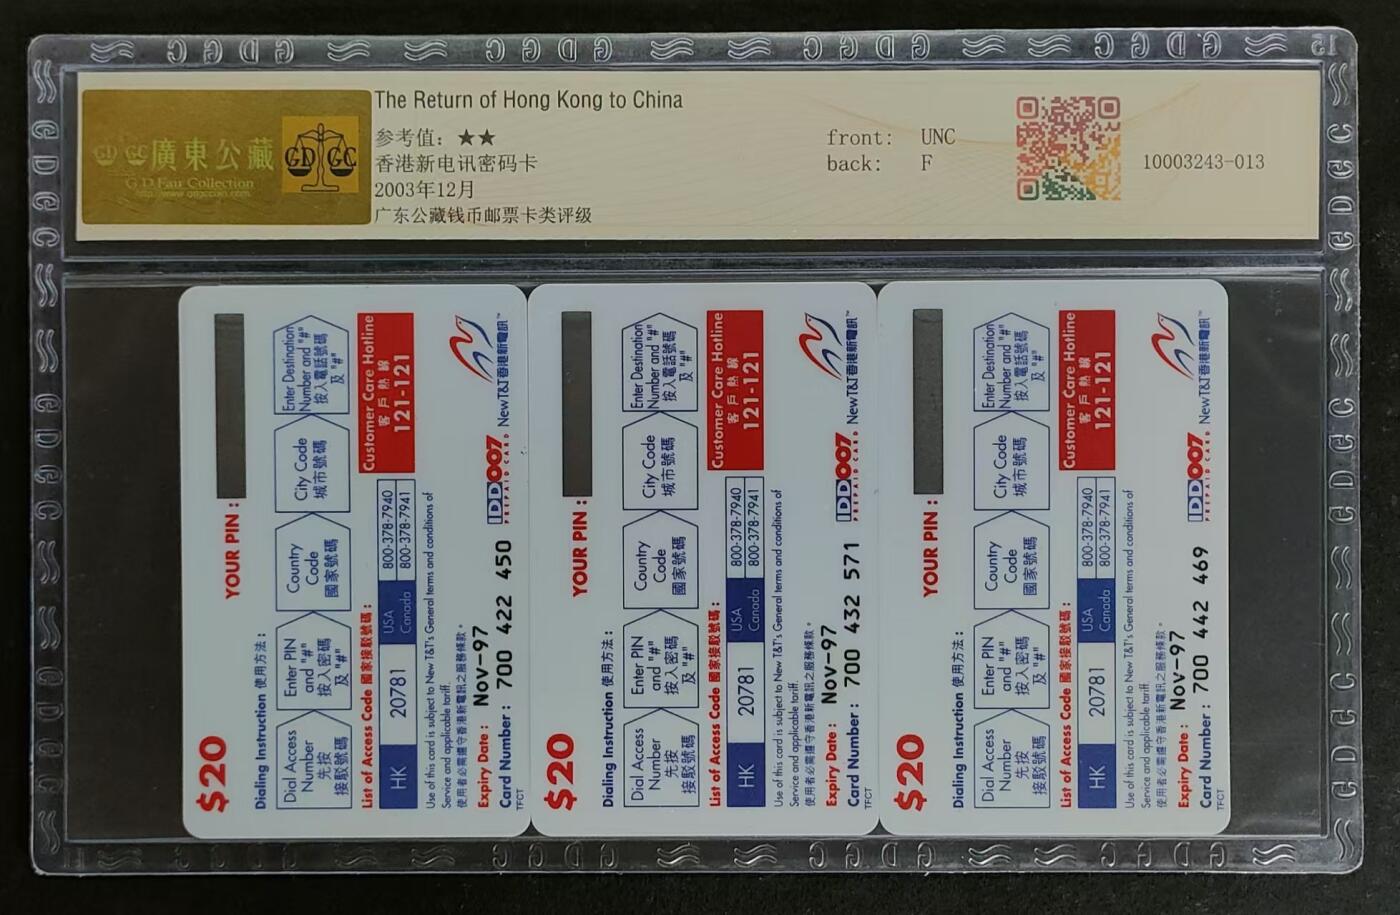 The Return of Hong Kong to China
GD GC 廣東公藏
G.D Fair Collection
GD GC
参考值：★★
香港新电讯密码卡
2003年12月
广东公藏钱币邮票卡类评级
front: UNC
back: F
10003243-013
$20
YOUR PIN :
Dialing Instruction 使用方法：
Dial Access Number 先按接駁號碼
Enter PIN and "#" 按入密碼及"#"
Country Code 國家號碼
City Code 城市號碼
Enter Destination Number and "#" 按入電話號碼及"#"
List of Access Code 國家接駁號碼：
HK 20781
USA 800-378-7940
Canada 800-378-7941
Customer Care Hotline
客戶熱線
121-121
Use of this card is subject to New T&T's General terms and conditions of
Service and applicable tariff.
使用者必需遵守香港新電訊之服務條款。
Expiry Date : Nov-97
Card Number : 700 422 450
TFCT
IDD007
PREPAID CARD
New T&T香港新電訊™
$20
YOUR PIN :
Dialing Instruction 使用方法：
Dial Access Number 先按接駁號碼
Enter PIN and "#" 按入密碼及"#"
Country Code 國家號碼
City Code 城市號碼
Enter Destination Number and "#" 按入電話號碼及"#"
List of Access Code 國家接駁號碼：
HK 20781
USA 800-378-7940
Canada 800-378-7941
Customer Care Hotline
客戶熱線
121-121
Use of this card is subject to New T&T's General terms and conditions of
Service and applicable tariff.
使用者必需遵守香港新電訊之服務條款。
Expiry Date : Nov-97
Card Number : 700 432 571
TFCT
IDD007
PREPAID CARD
New T&T香港新電訊™
$20
YOUR PIN :
Dialing Instruction 使用方法：
Dial Access Number 先按接駁號碼
Enter PIN and "#" 按入密碼及"#"
Country Code 國家號碼
City Code 城市號碼
Enter Destination Number and "#" 按入電話號碼及"#"
List of Access Code 國家接駁號碼：
HK 20781
USA 800-378-7940
Canada 800-378-7941
Customer Care Hotline
客戶熱線
121-121
Use of this card is subject to New T&T's General terms and conditions of
Service and applicable tariff.
使用者必需遵守香港新電訊之服務條款。
Expiry Date : Nov-97
Card Number : 700 442 469
TFCT
IDD007
PREPAID CARD
New T&T香港新電訊™